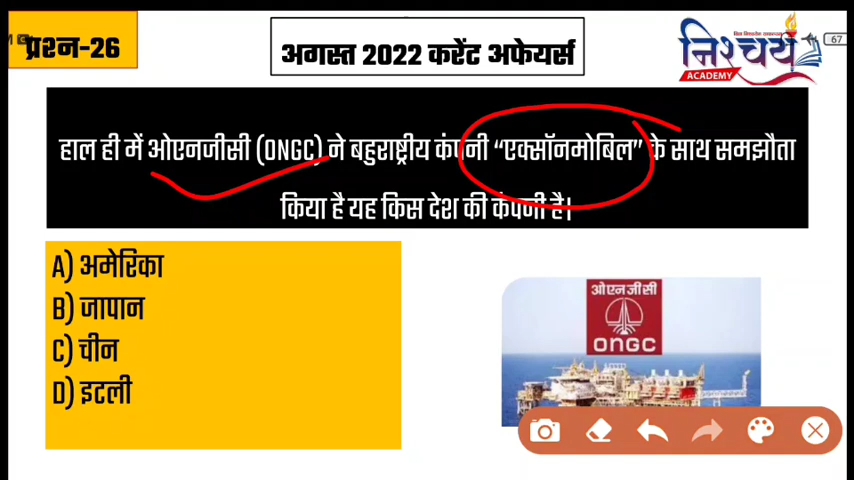 प्रश्न-26
अगस्त 2022 करेंट अफेयर्स
निश्चय
ACADEMY
67
हाल ही में ओएनजीसी (ONGC) ने बहुराष्ट्रीय कंपनी “एक्सॉनमोबिल” के साथ समझौता
किया है यह किस देश की कंपनी है।
A) अमेरिका
B) जापान
C) चीन
D) इटली
ओएनजीसी
ONGC